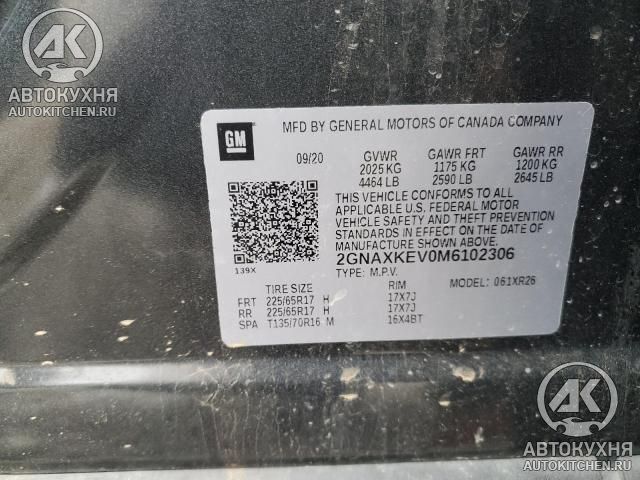 АК
АВТОКУХНЯ
AUTOKITCHEN.RU
GM
MFD BY GENERAL MOTORS OF CANADA COMPANY
09/20 GVWR GAWR FRT GAWR RR
2025 KG 1175 KG 1200 KG
4464 LB 2590 LB 2645 LB
THIS VEHICLE CONFORMS TO ALL
APPLICABLE U.S. FEDERAL MOTOR
VEHICLE SAFETY AND THEFT PREVENTION
STANDARDS IN EFFECT ON THE DATE
OF MANUFACTURE SHOWN ABOVE.
139X 2GNAXKEV0M6102306
TYPE: M.P.V. MODEL: 061XR26
TIRE SIZE RIM
FRT 225/65R17 H 17X7J
RR 225/65R17 H 17X7J
SPA T135/70R16 M 16X4BT
АК
АВТОКУХНЯ
AUTOKITCHEN.RU